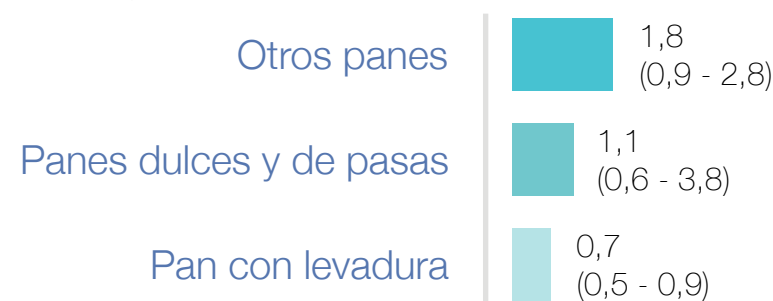 Otros panes
1,8
(0,9 - 2,8)
Panes dulces y de pasas
1,1
(0,6 - 3,8)
Pan con levadura
0,7
(0,5 - 0,9)